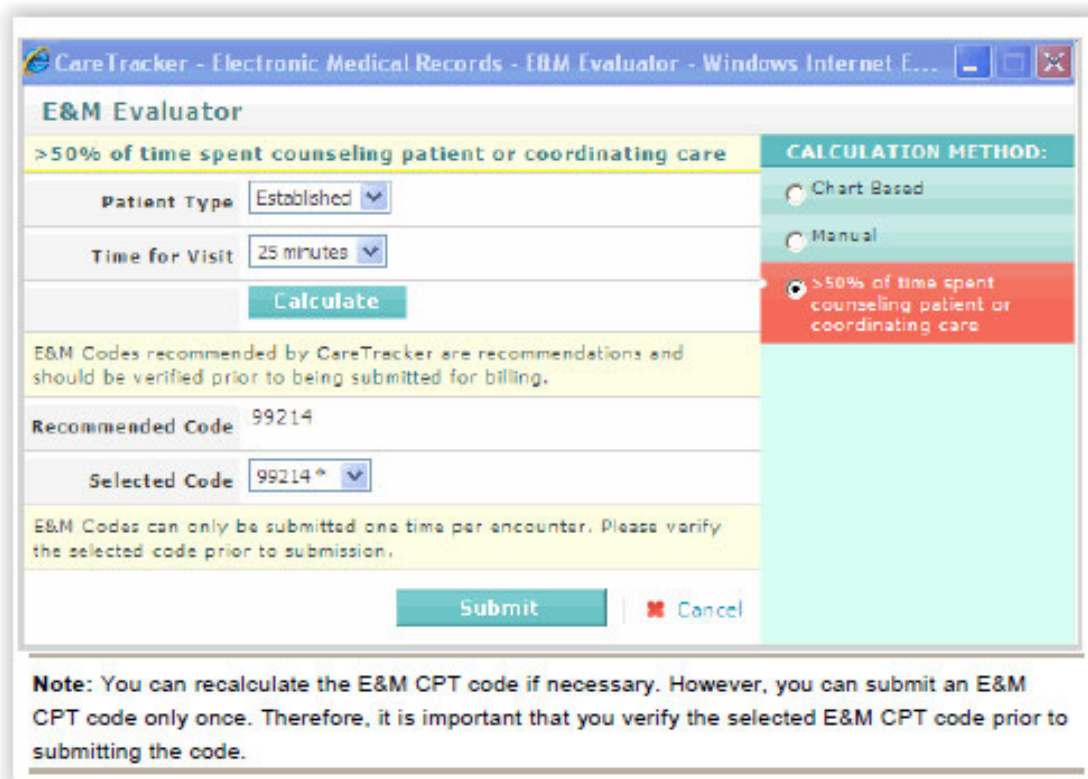 CareTracker - Electronic Medical Records - E&M Evaluator - Windows Internet E...
E&M Evaluator
>50% of time spent counseling patient or coordinating care
Patient Type Established
Time for Visit 25 minutes
Calculate
E&M Codes recommended by CareTracker are recommendations and
should be verified prior to being submitted for billing.
Recommended Code 99214
Selected Code 99214 *
E&M Codes can only be submitted one time per encounter. Please verify
the selected code prior to submission.
Submit Cancel
CALCULATION METHOD:
Chart Based
Manual
>50% of time spent
counseling patient or
coordinating care
Note: You can recalculate the E&M CPT code if necessary. However, you can submit an E&M
CPT code only once. Therefore, it is important that you verify the selected E&M CPT code prior to
submitting the code.